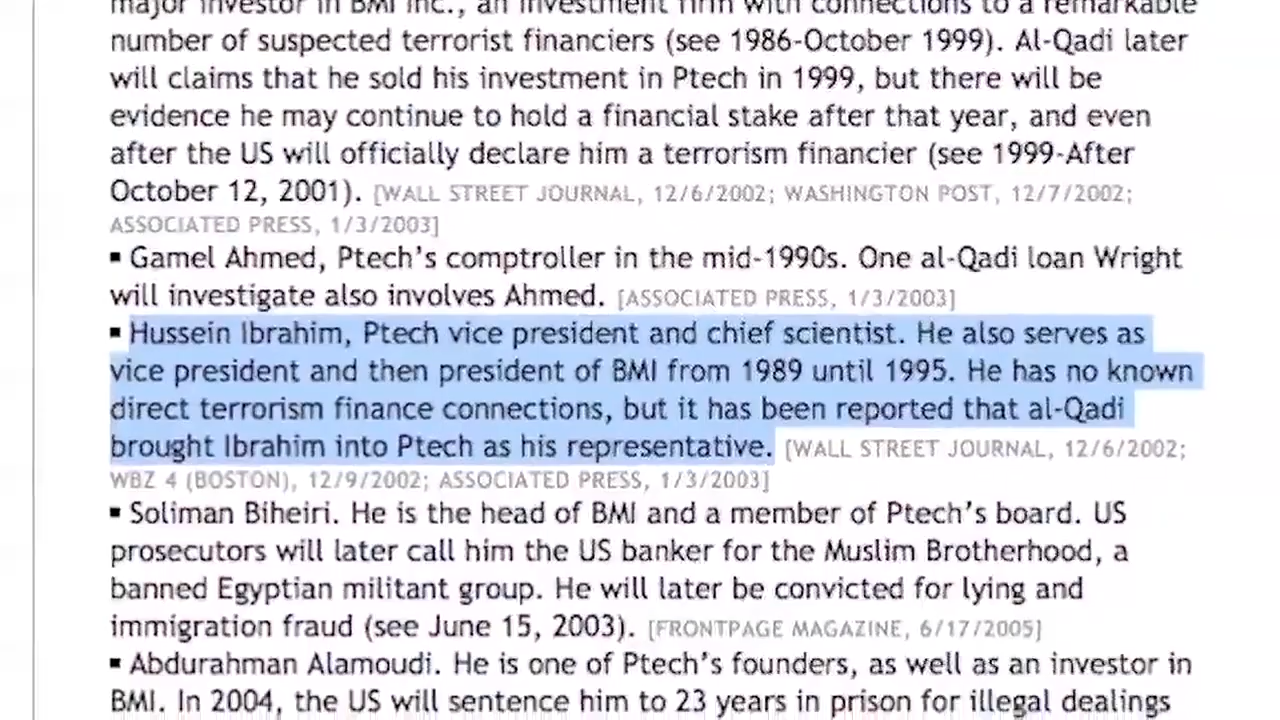 major investor in BMI Inc., an investment firm with connections to a remarkable
number of suspected terrorist financiers (see 1986-October 1999). Al-Qadi later
will claims that he sold his investment in Ptech in 1999, but there will be
evidence he may continue to hold a financial stake after that year, and even
after the US will officially declare him a terrorism financier (see 1999-After
October 12, 2001). [WALL STREET JOURNAL, 12/6/2002; WASHINGTON POST, 12/7/2002;
ASSOCIATED PRESS, 1/3/2003]
▪ Gamel Ahmed, Ptech’s comptroller in the mid-1990s. One al-Qadi loan Wright
will investigate also involves Ahmed. [ASSOCIATED PRESS, 1/3/2003]
▪ Hussein Ibrahim, Ptech vice president and chief scientist. He also serves as
vice president and then president of BMI from 1989 until 1995. He has no known
direct terrorism finance connections, but it has been reported that al-Qadi
brought Ibrahim into Ptech as his representative. [WALL STREET JOURNAL, 12/6/2002;
WBZ 4 (BOSTON), 12/9/2002; ASSOCIATED PRESS, 1/3/2003]
▪ Soliman Biheiri. He is the head of BMI and a member of Ptech’s board. US
prosecutors will later call him the US banker for the Muslim Brotherhood, a
banned Egyptian militant group. He will later be convicted for lying and
immigration fraud (see June 15, 2003). [FRONTPAGE MAGAZINE, 6/17/2005]
▪ Abdurahman Alamoudi. He is one of Ptech’s founders, as well as an investor in
BMI. In 2004, the US will sentence him to 23 years in prison for illegal dealings